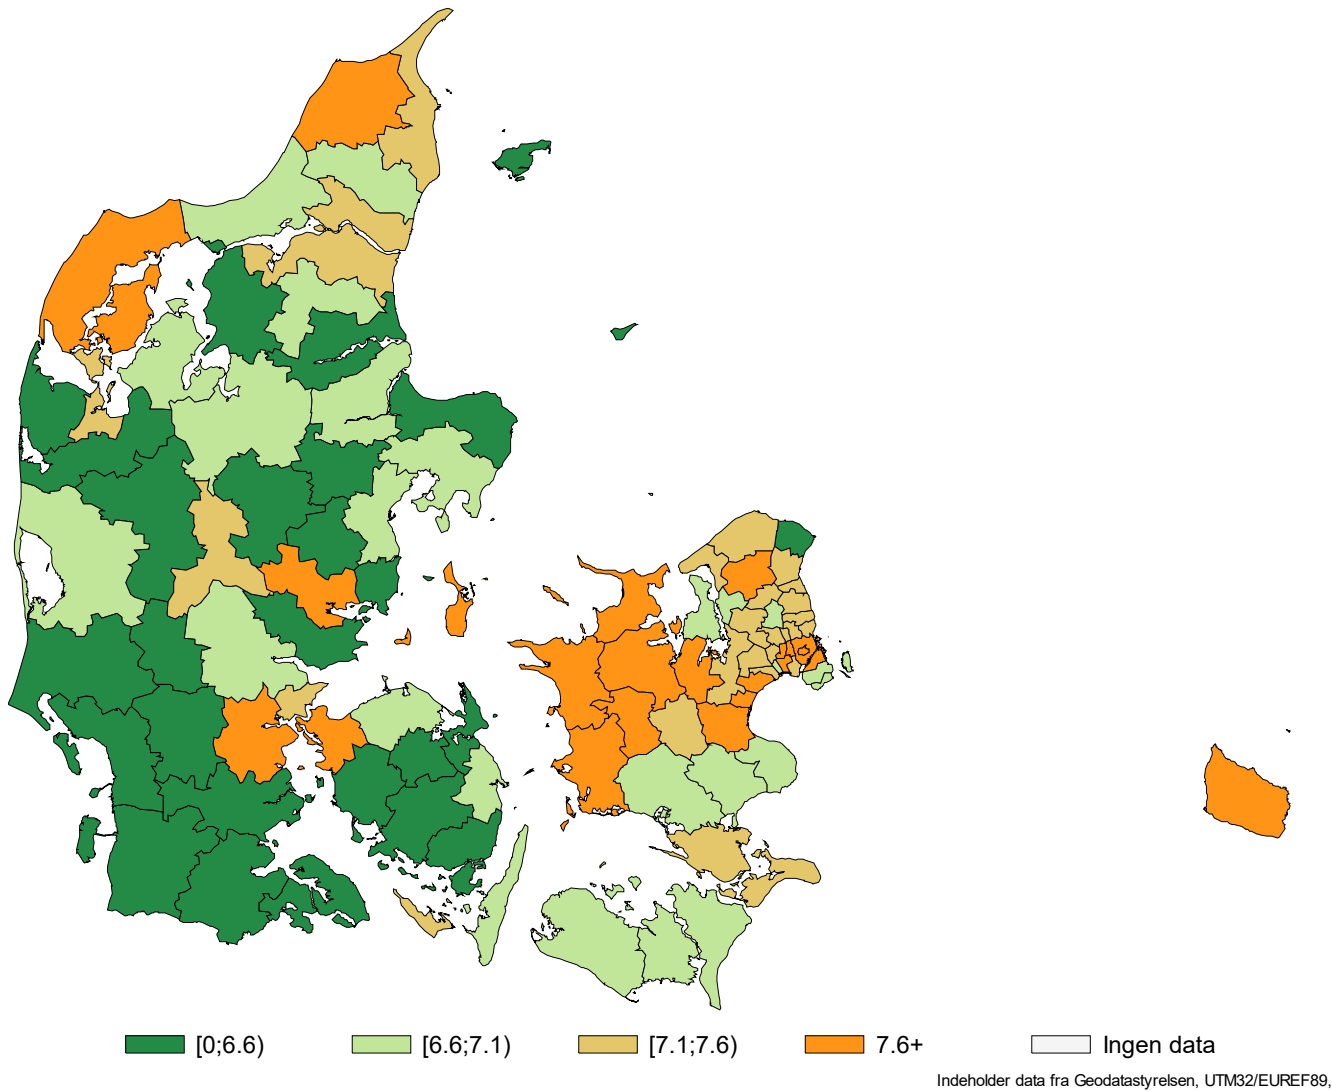 [0;6.6) [6.6;7.1) [7.1;7.6) 7.6+ Ingen data
Indeholder data fra Geodatastyrelsen, UTM32/EUREF89,